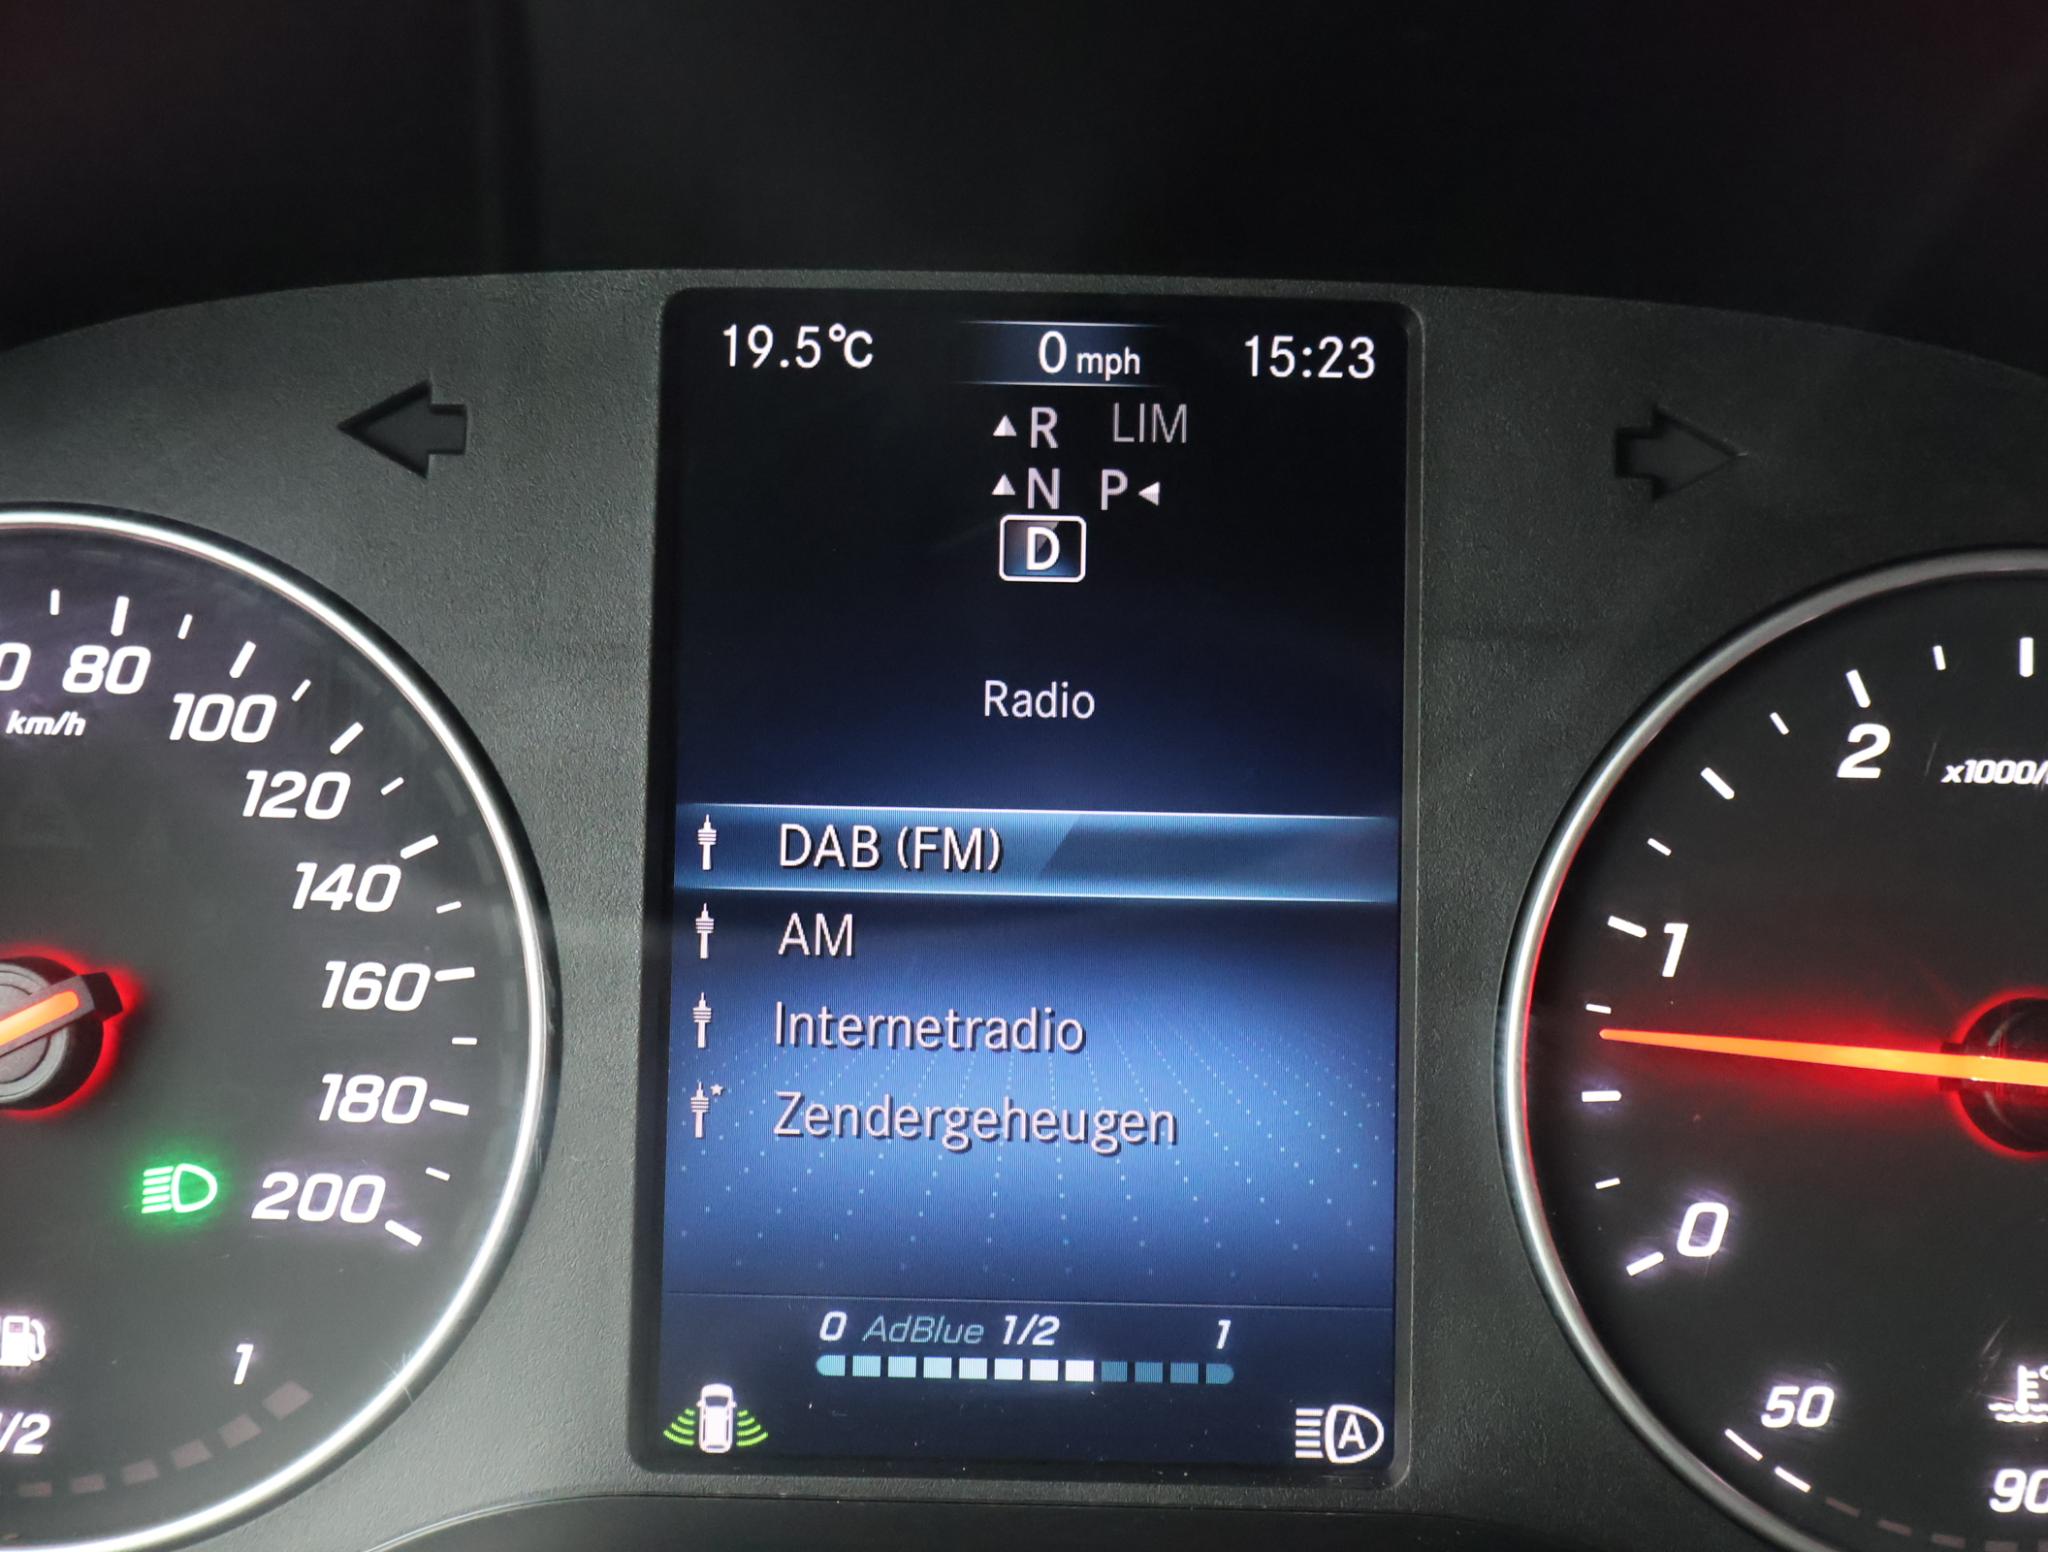 19.5°C 0 mph 15:23
R LIM
N P
D
Radio
DAB (FM)
AM
Internetradio
Zendergeheugen
0 AdBlue 1/2 1
A
80
100
km/h
120
140
160
180
200
1
1/2
2
1
0
50
90